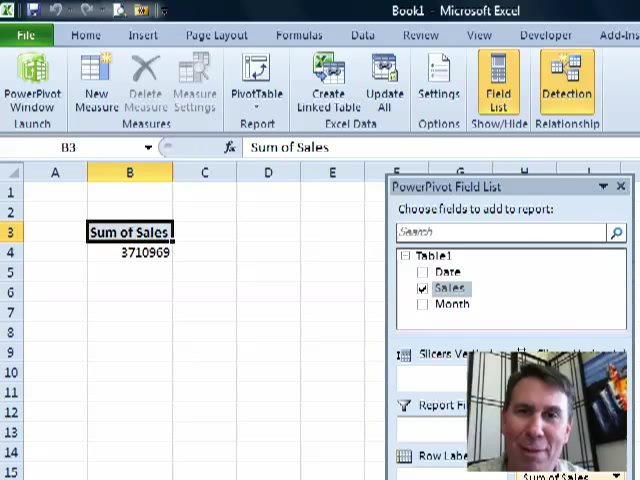 Book1 - Microsoft Excel
File Home Insert Page Layout Formulas Data Review View Developer Add-Ins
PowerPivot Window New Measure Delete Measure Measure Settings PivotTable Create Linked Table Update All Settings Field List Detection
Launch Measures Report Excel Data Options Show/Hide Relationship
B3 fx Sum of Sales
A B C D E
1
2
3 Sum of Sales
4 3710969
5
6
7
8
9
10
11
12
13
14
15
PowerPivot Field List
Choose fields to add to report:
Search
Table1
Date
Sales
Month
Slicers
Report
Row
Sum of Sales